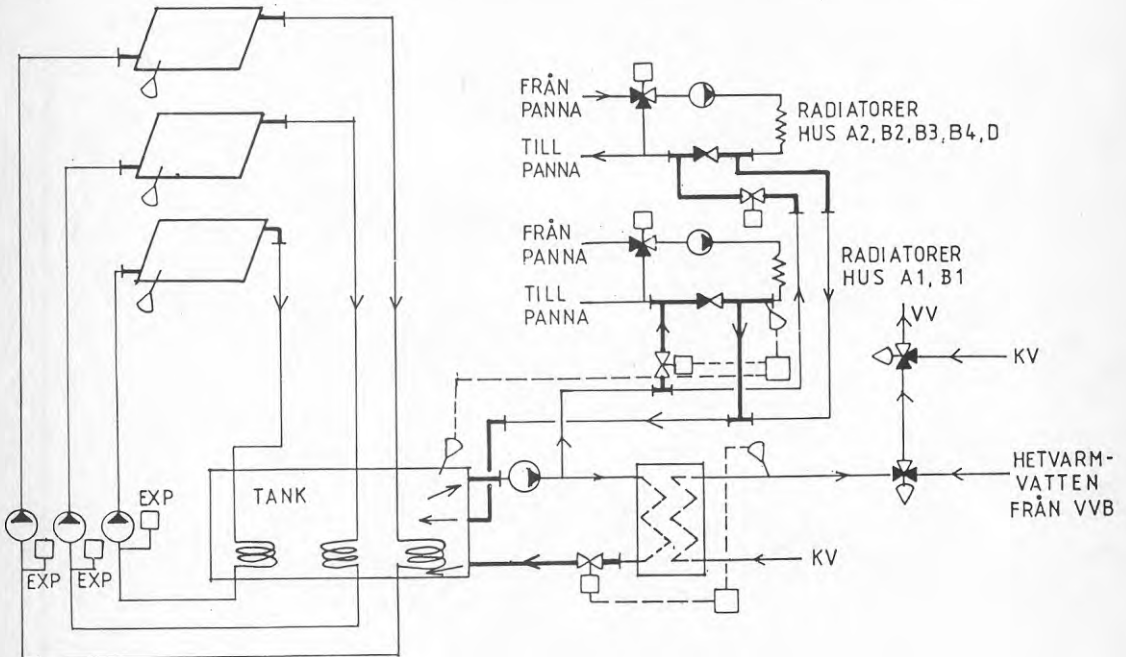 FRÅN
PANNA
RADIATORER
HUS A2, B2, B3, B4, D
TILL
PANNA
FRÅN
PANNA
RADIATORER
HUS A1, B1
TILL
PANNA
VV
KV
TANK
HETVARM-
VATTEN
FRÅN VVB
EXP
EXP
EXP
KV